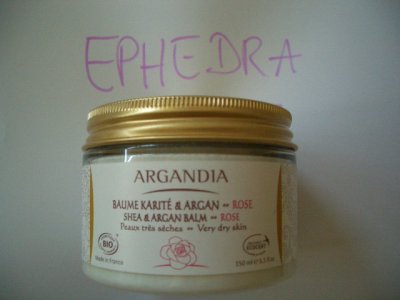 EPHEDRA
ARGANDIA
BAUME KARITÉ & ARGAN ROSE
SHEA & ARGAN BALM ROSE
Peaux très sèches Very dry skin
BIO
ECOCERT
Made in France
150 ml e 5.1 fl.oz